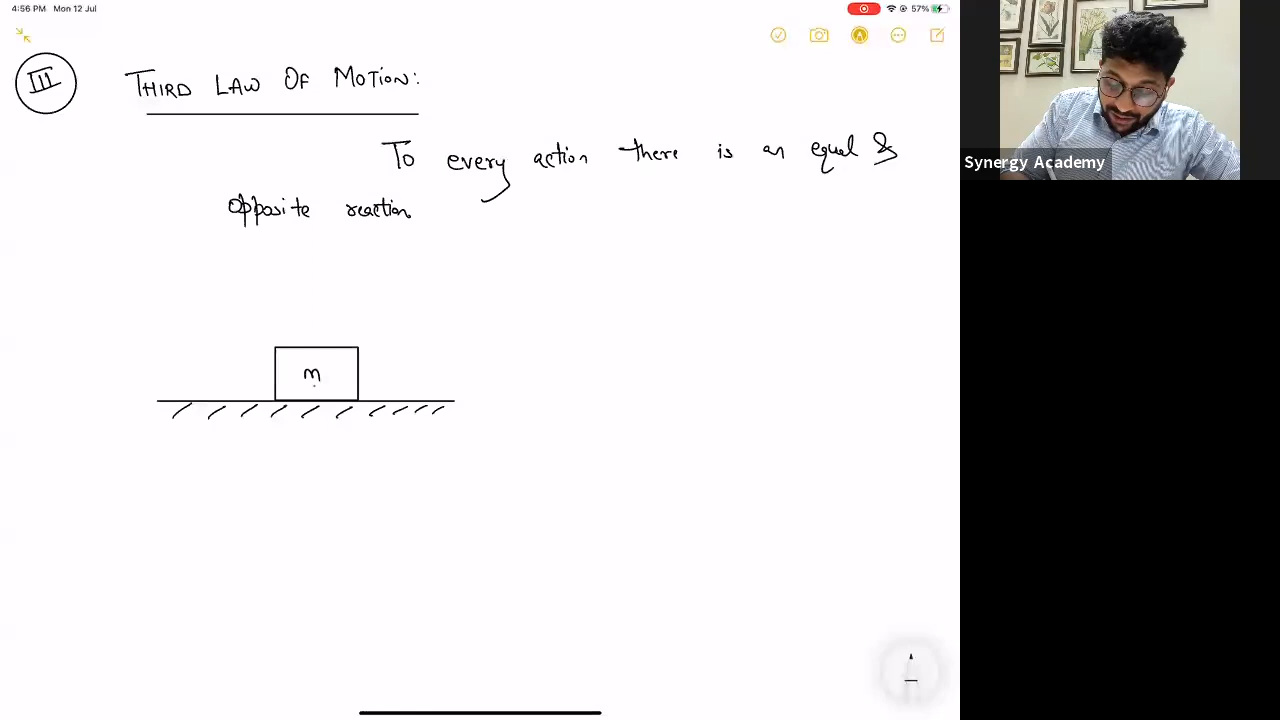 4:56 PM Mon 12 Jul
57%
III
THIRD LAW OF MOTION:
To every action there is an equal &
opposite reaction
m
Synergy Academy